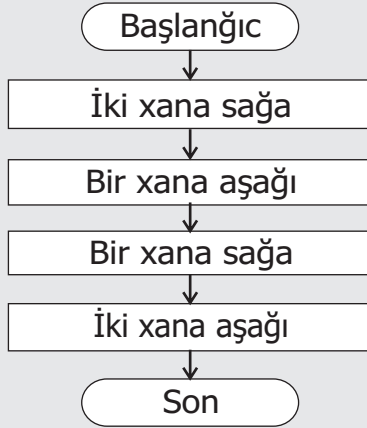 Başlanğıc
İki xana sağa
Bir xana aşağı
Bir xana sağa
İki xana aşağı
Son